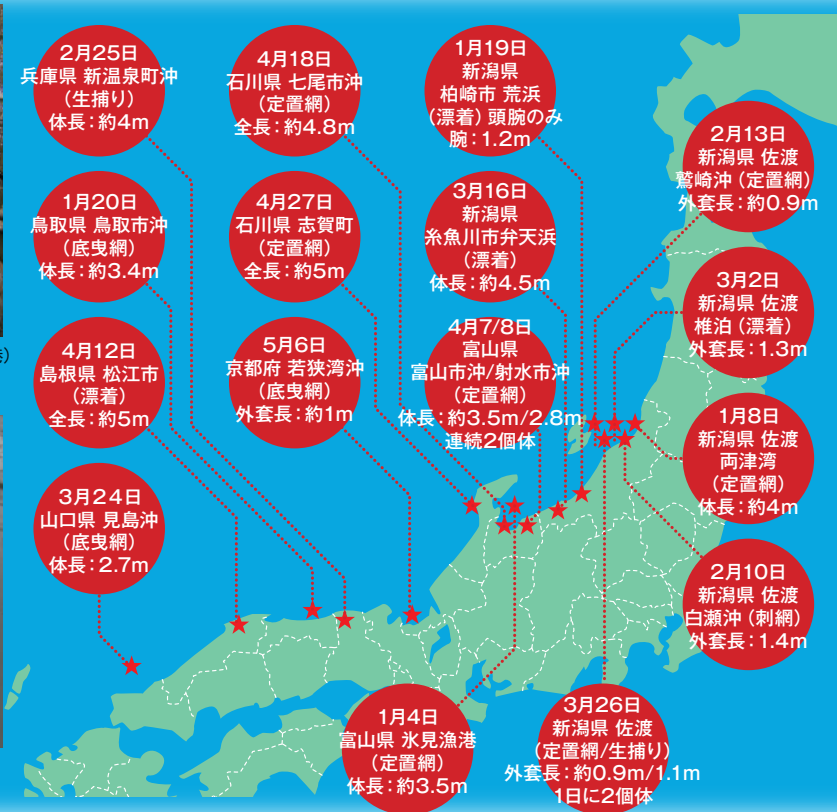 2月25日
兵庫県 新温泉町沖
(生捕り)
体長:約4m
4月18日
石川県 七尾市沖
(定置網)
全長:約4.8m
1月19日
新潟県
柏崎市 荒浜
(漂着) 頭腕のみ
腕:1.2m
2月13日
新潟県 佐渡
鷲崎沖 (定置網)
外套長:約0.9m
1月20日
鳥取県 鳥取市沖
(底曳網)
体長:約3.4m
4月27日
石川県 志賀町
(定置網)
全長:約5m
3月16日
新潟県
糸魚川市弁天浜
(漂着)
体長:約4.5m
3月2日
新潟県 佐渡
椎泊 (漂着)
外套長:1.3m
4月12日
島根県 松江市
(漂着)
全長:約5m
5月6日
京都府 若狭湾沖
(底曳網)
外套長:約1m
4月7/8日
富山県
富山市沖/射水市沖
(定置網)
体長:約3.5m/2.8m
連続2個体
1月8日
新潟県 佐渡
両津湾
(定置網)
体長:約4m
3月24日
山口県 見島沖
(底曳網)
体長:2.7m
2月10日
新潟県 佐渡
白瀬沖 (刺網)
外套長:1.4m
1月4日
富山県 氷見漁港
(定置網)
体長:約3.5m
3月26日
新潟県 佐渡
(定置網/生捕り)
外套長:約0.9m/1.1m
1日に2個体